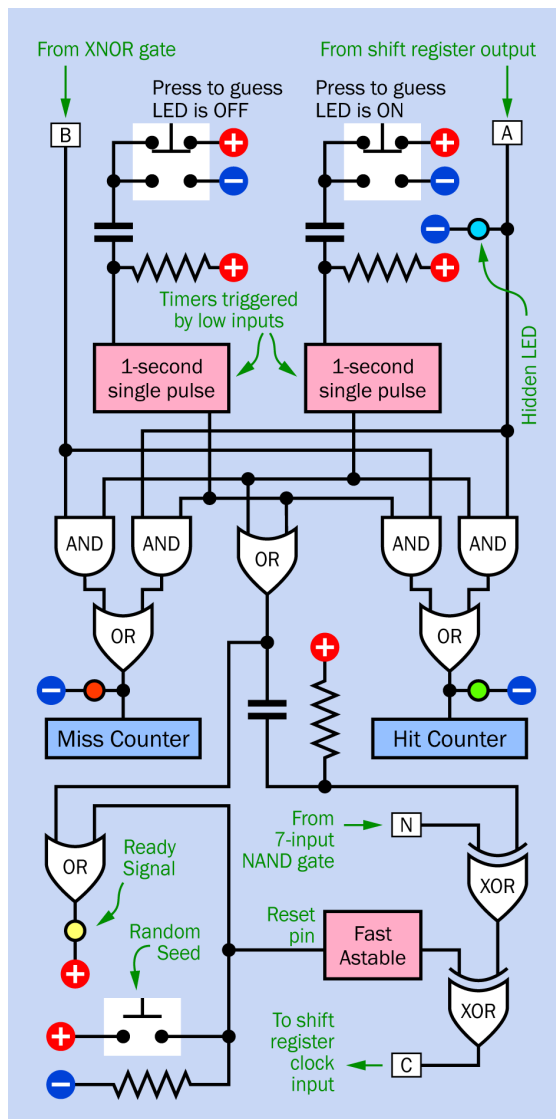 From XNOR gate
From shift register output
Press to guess
LED is OFF
Press to guess
LED is ON
B
A
+
+
−
−
−
+
+
Timers triggered
by low inputs
Hidden LED
1-second
single pulse
1-second
single pulse
AND
AND
OR
AND
AND
OR
OR
−
+
−
Miss Counter
Hit Counter
From
7-input
NAND gate
N
OR
Ready
Signal
XOR
Random
Seed
Reset
pin
Fast
Astable
+
XOR
+
To shift
register
clock
input
C
−